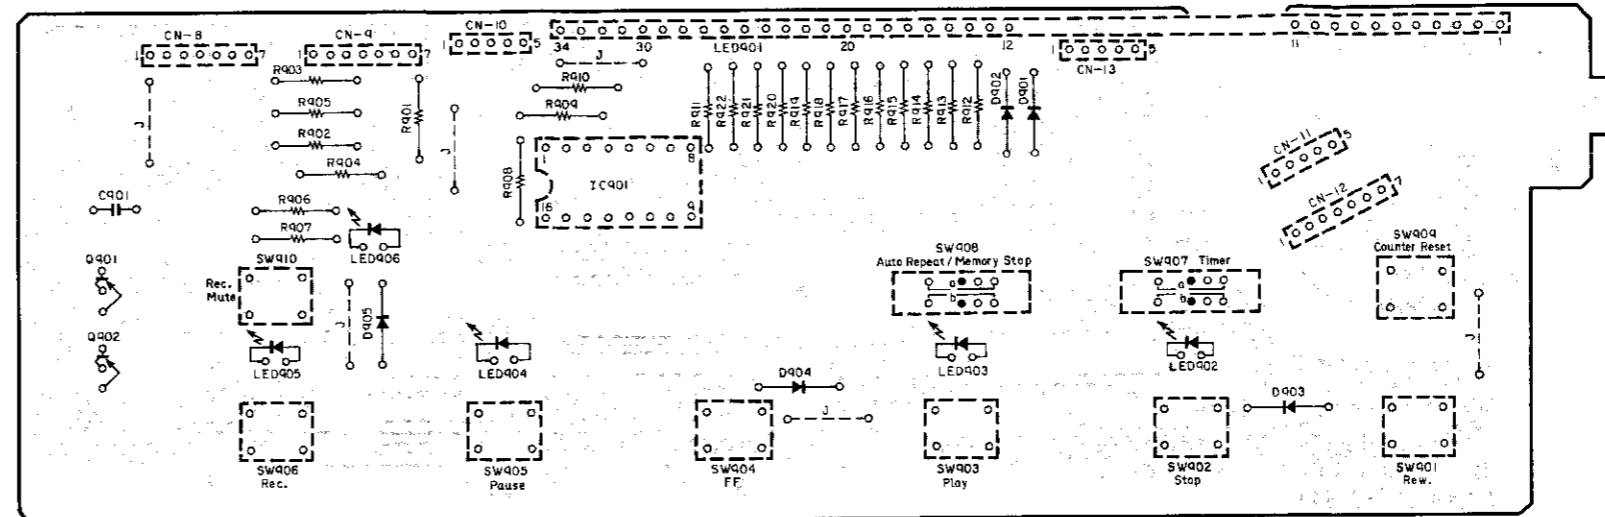 CN-8
1 7
CN-9
1 7
CN-10
1 5
34 30 LED901 20 12
11 1
1 5
CN-13
R903
R905
R902
R904
R901
J
J
J
R910
R909
R908
R911
R922
R921
R920
R919
R918
R917
R916
R915
R914
R913
R912
D902
D901
1 8
IC901
16 9
CN-11
1 5
CN-12
1 7
C901
R906
R907
LED906
Q901
SW910
Rec.
Mute
SW908
Auto Repeat / Memory Stop
a
b
SW907 Timer
a
b
SW909
Counter Reset
J
D905
J
Q902
LED905
LED904
LED903
LED902
D904
J
D903
SW906
Rec.
SW905
Pause
SW904
FF
SW903
Play
SW902
Stop
SW901
Rew.